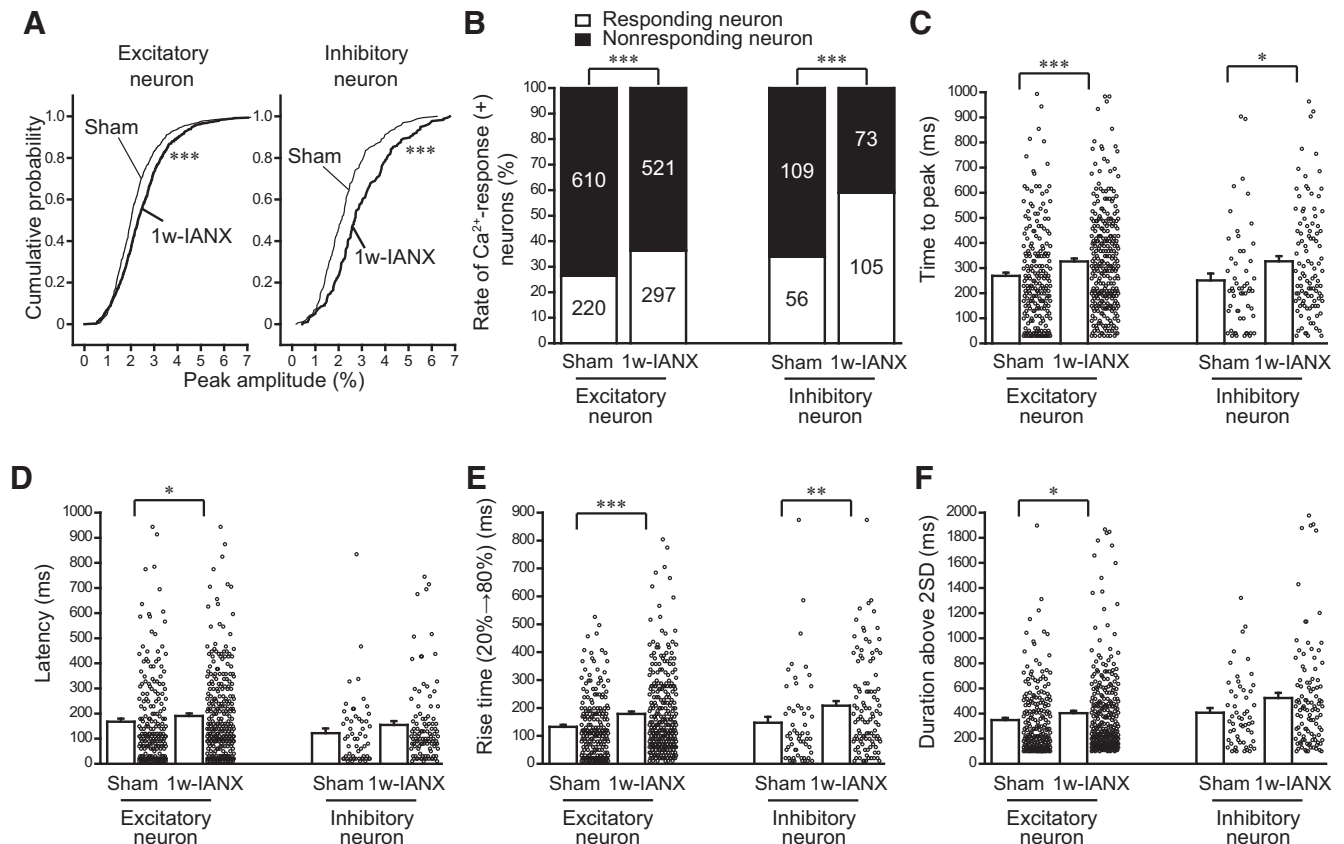 A
Excitatory
neuron
Inhibitory
neuron
Cumulative probability
1.0
0.8
0.6
0.4
0.2
0
Sham
***
1w-IANX
0 1 2 3 4 5 6 7
1.0
0.8
0.6
0.4
0.2
0
Sham
***
1w-IANX
0 1 2 3 4 5 6 7
Peak amplitude (%)
B
Responding neuron
Nonresponding neuron
Rate of Ca²⁺-response (+)
neurons (%)
100
90
80
70
60
50
40
30
20
10
0
***
***
610
521
109
73
220
297
56
105
Sham 1w-IANX
Excitatory
neuron
Sham 1w-IANX
Inhibitory
neuron
C
Time to peak (ms)
1000
900
800
700
600
500
400
300
200
100
0
***
*
Sham 1w-IANX
Excitatory
neuron
Sham 1w-IANX
Inhibitory
neuron
D
Latency (ms)
1000
900
800
700
600
500
400
300
200
100
0
*
Sham 1w-IANX
Excitatory
neuron
Sham 1w-IANX
Inhibitory
neuron
E
Rise time (20%→80%) (ms)
900
800
700
600
500
400
300
200
100
0
***
**
Sham 1w-IANX
Excitatory
neuron
Sham 1w-IANX
Inhibitory
neuron
F
Duration above 2SD (ms)
2000
1800
1600
1400
1200
1000
800
600
400
200
0
*
Sham 1w-IANX
Excitatory
neuron
Sham 1w-IANX
Inhibitory
neuron